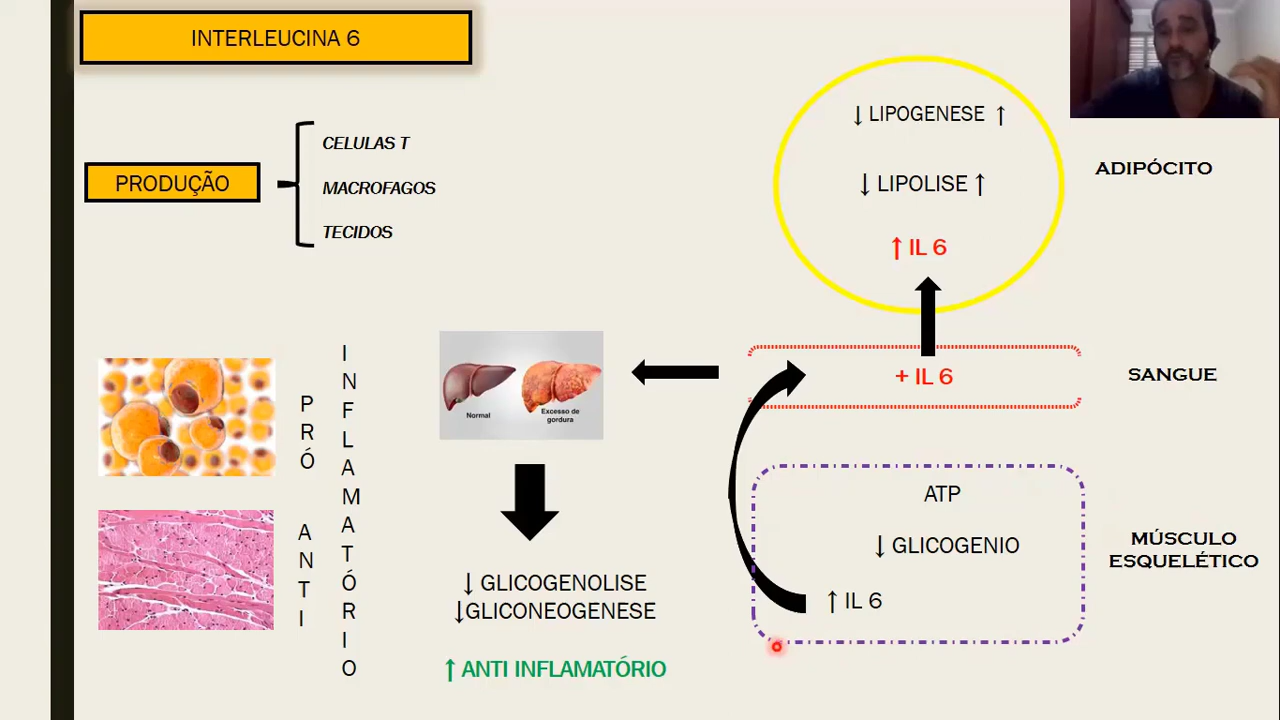 INTERLEUCINA 6
PRODUÇÃO
CELULAS T
MACROFAGOS
TECIDOS
↓ LIPOGENESE ↑
↓ LIPOLISE ↑
↑ IL 6
ADIPÓCITO
+ IL 6
SANGUE
ATP
↓ GLICOGENIO
↑ IL 6
MÚSCULO
ESQUELÉTICO
Normal
Excesso de
gordura
↓ GLICOGENOLISE
↓GLICONEOGENESE
↑ ANTI INFLAMATÓRIO
PRÓ
ANTI
INFLAMATÓRIO